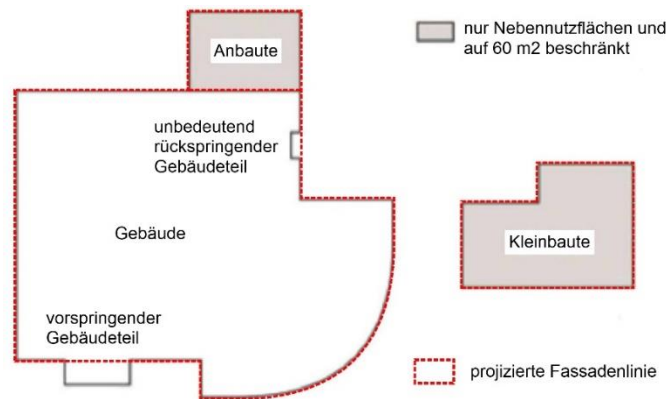 nur Nebennutzflächen und
auf 60 m2 beschränkt
Anbaute
unbedeutend
rückspringender
Gebäudeteil
Gebäude
Kleinbaute
vorspringender
Gebäudeteil
projizierte Fassadenlinie